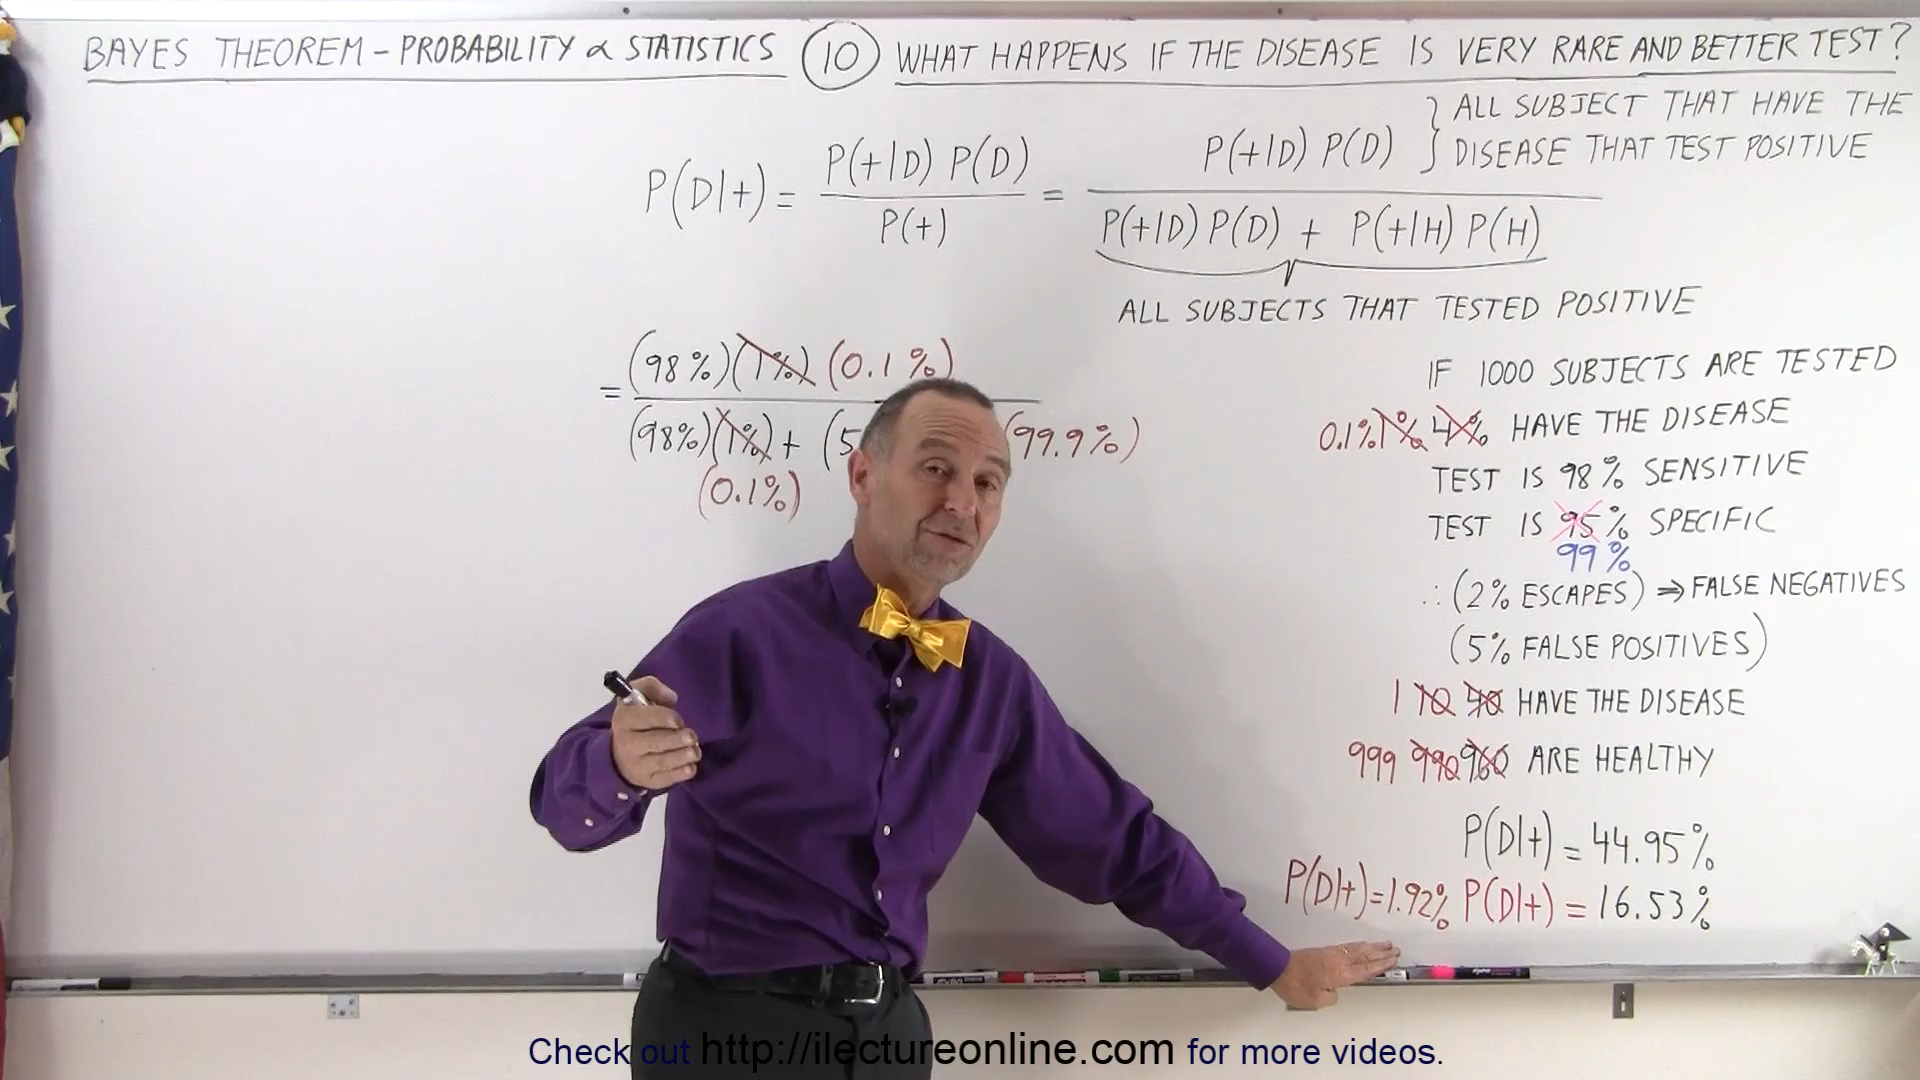 BAYES THEOREM - PROBABILITY & STATISTICS 10 WHAT HAPPENS IF THE DISEASE IS VERY RARE AND BETTER TEST?
P(D|+) = P(+|D) P(D) / P(+) = P(+|D) P(D) / P(+|D) P(D) + P(+|H) P(H)
} ALL SUBJECT THAT HAVE THE
DISEASE THAT TEST POSITIVE
ALL SUBJECTS THAT TESTED POSITIVE
= (98%)(1%) (0.1%)
(98%)(1%) + (5 (99.9%)
(0.1%)
IF 1000 SUBJECTS ARE TESTED
0.1% 1% 4% HAVE THE DISEASE
TEST IS 98% SENSITIVE
TEST IS 95% SPECIFIC
99%
∴ (2% ESCAPES) ⇒ FALSE NEGATIVES
(5% FALSE POSITIVES)
1 10 40 HAVE THE DISEASE
999 990 960 ARE HEALTHY
P(D|+) = 44.95%
P(D|+) = 1.92% P(D|+) = 16.53%
Check out http://ilectureonline.com for more videos.